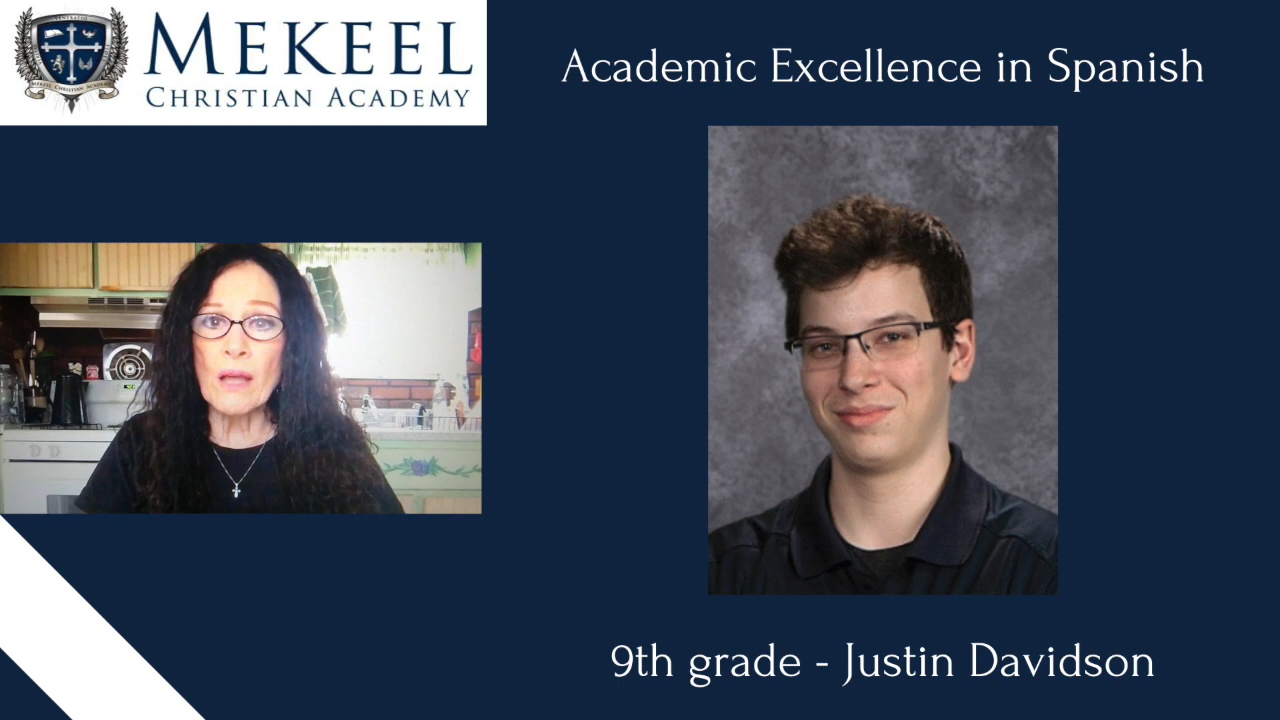 MEKEEL
CHRISTIAN ACADEMY
Academic Excellence in Spanish
9th grade - Justin Davidson